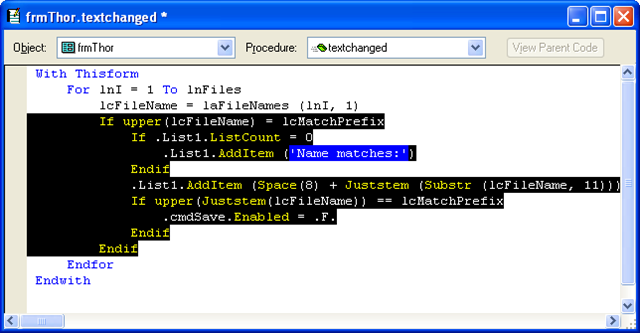 frmThor.textchanged *
Object: frmThor Procedure: textchanged View Parent Code
With Thisform
For lnI = 1 To lnFiles
lcFileName = laFileNames (lnI, 1)
If upper(lcFileName) = lcMatchPrefix
If .List1.ListCount = 0
.List1.AddItem ('Name matches:')
Endif
.List1.AddItem (Space(8) + Juststem (Substr (lcFileName, 11)))
If upper(Juststem(lcFileName)) == lcMatchPrefix
.cmdSave.Enabled = .F.
Endif
Endif
Endfor
Endwith